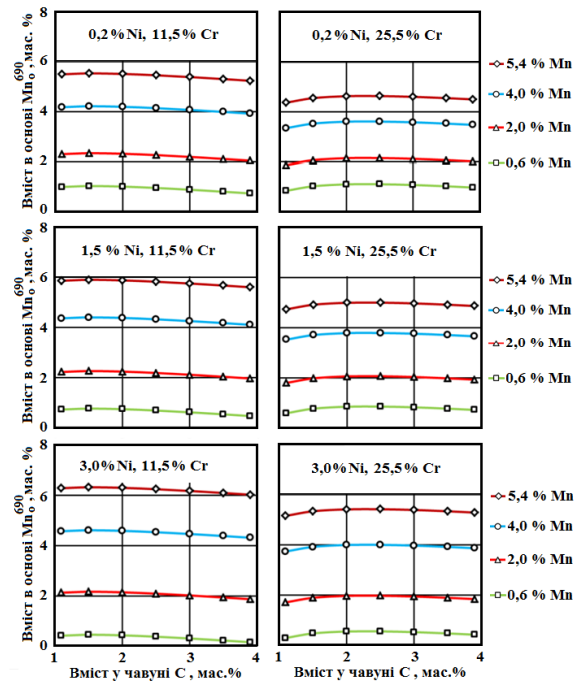 0,2%Ni, 11,5% Cr
0,2% Ni, 25,5% Cr
Вміст в основі Mnо⁶⁹⁰, мас. %
8
6
4
2
0
5,4 % Mn
4,0 % Mn
2,0 % Mn
0,6 % Mn
1,5 % Ni, 11,5% Cr
1,5 % Ni, 25,5% Cr
Вміст в основі Mnо⁶⁹⁰, мас. %
8
6
4
2
0
5,4 % Mn
4,0 % Mn
2,0 % Mn
0,6 % Mn
3,0%Ni, 11,5% Cr
3,0%Ni, 25,5% Cr
Вміст в основі Mnо⁶⁹⁰, мас. %
8
6
4
2
0
5,4 % Mn
4,0 % Mn
2,0 % Mn
0,6 % Mn
1 2 3 4
1 2 3 4
Вміст у чавуні C , мас.%
Вміст у чавуні C , мас.%